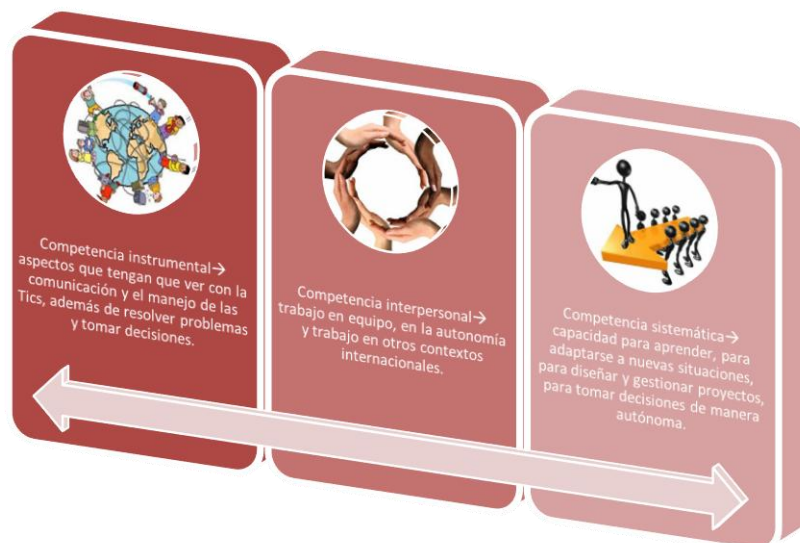 Competencia instrumental→
aspectos que tengan que ver con la
comunicación y el manejo de las
Tics, además de resolver problemas
y tomar decisiones.
Competencia interpersonal→
trabajo en equipo, en la autonomía
y trabajo en otros contextos
internacionales.
Competencia sistemática→
capacidad para aprender, para
adaptarse a nuevas situaciones,
para diseñar y gestionar proyectos,
para tomar decisiones de manera
autónoma.